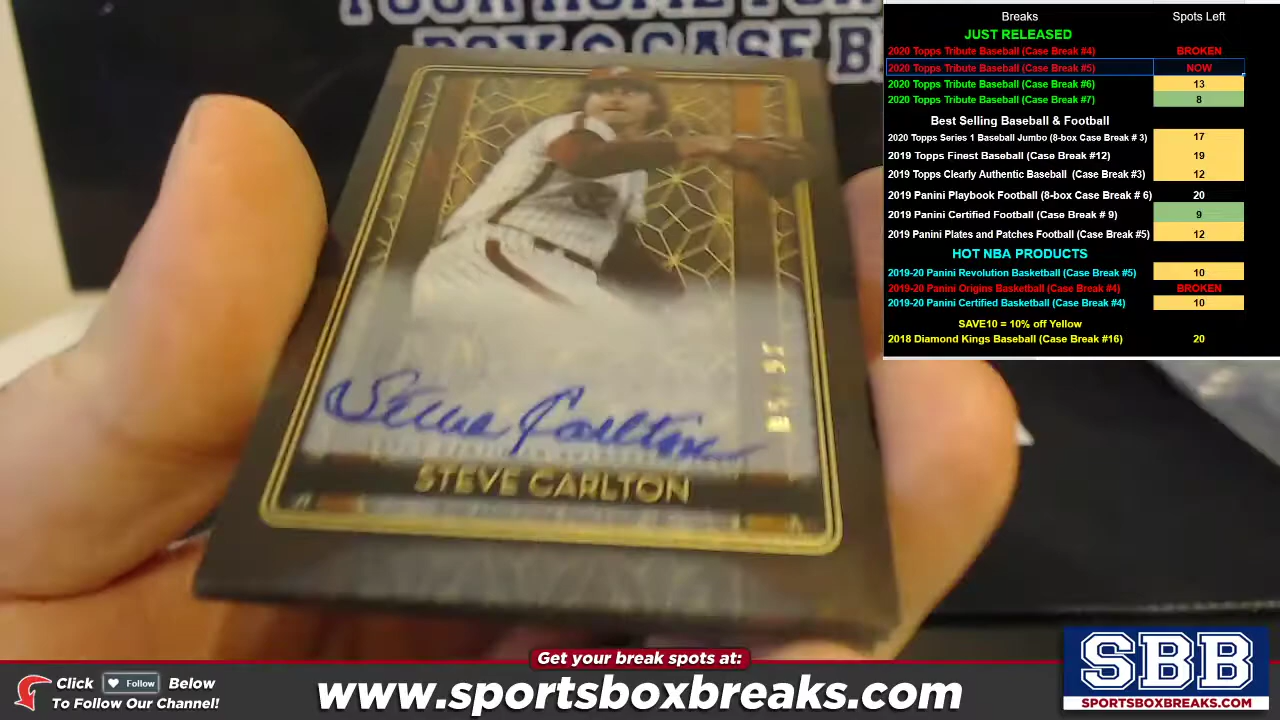 YOUR HOME FOR
BOX & CASE B
Steve Carlton
STEVE CARLTON
Breaks Spots Left
JUST RELEASED
2020 Topps Tribute Baseball (Case Break #4) BROKEN
2020 Topps Tribute Baseball (Case Break #5) NOW
2020 Topps Tribute Baseball (Case Break #6) 13
2020 Topps Tribute Baseball (Case Break #7) 8
Best Selling Baseball & Football
2020 Topps Series 1 Baseball Jumbo (8-box Case Break # 3) 17
2019 Topps Finest Baseball (Case Break #12) 19
2019 Topps Clearly Authentic Baseball (Case Break #3) 12
2019 Panini Playbook Football (8-box Case Break # 6) 20
2019 Panini Certified Football (Case Break # 9) 9
2019 Panini Plates and Patches Football (Case Break #5) 12
HOT NBA PRODUCTS
2019-20 Panini Revolution Basketball (Case Break #5) 10
2019-20 Panini Origins Basketball (Case Break #4) BROKEN
2019-20 Panini Certified Basketball (Case Break #4) 10
SAVE10 = 10% off Yellow
2018 Diamond Kings Baseball (Case Break #16) 20
Get your break spots at:
Click Follow Below
To Follow Our Channel!
www.sportsboxbreaks.com
SBB
SPORTSBOXBREAKS.COM